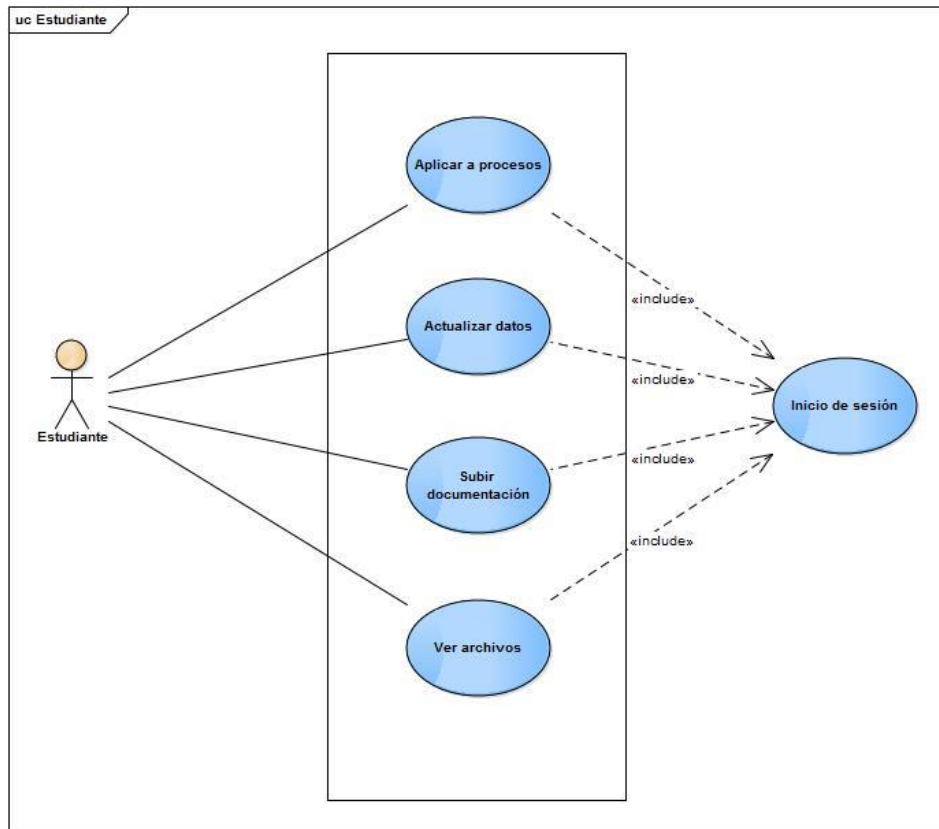 uc Estudiante
Aplicar a procesos
«include»
Actualizar datos
«include»
Inicio de sesión
Estudiante
«include»
Subir
documentación
«include»
Ver archivos